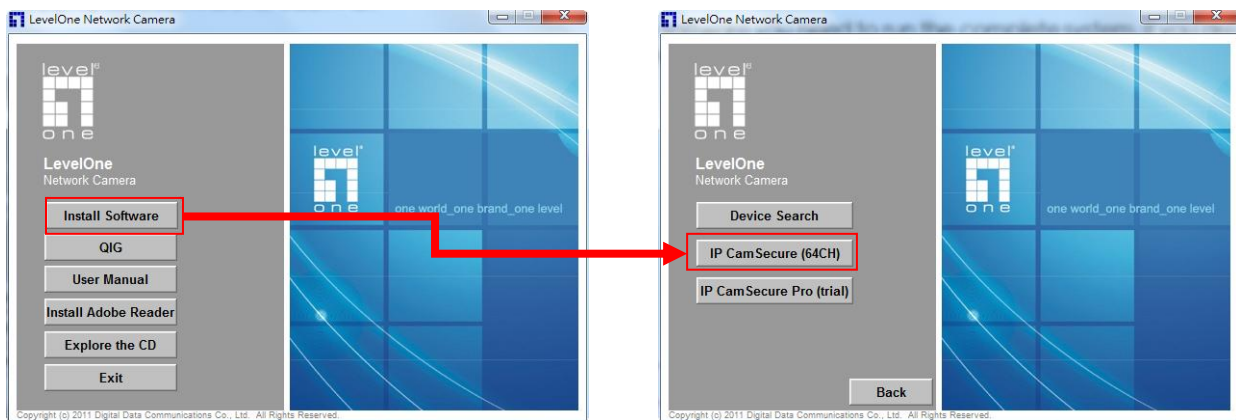 LevelOne Network Camera
level®
one
LevelOne
Network Camera
Install Software
QIG
User Manual
Install Adobe Reader
Explore the CD
Exit
level®
one
one world_one brand_one level
Copyright (c) 2011 Digital Data Communications Co., Ltd. All Rights Reserved.
LevelOne Network Camera
level®
one
LevelOne
Network Camera
Device Search
IP CamSecure (64CH)
IP CamSecure Pro (trial)
Back
level®
one
one world_one brand_one level
Copyright (c) 2011 Digital Data Communications Co., Ltd. All Rights Reserved.